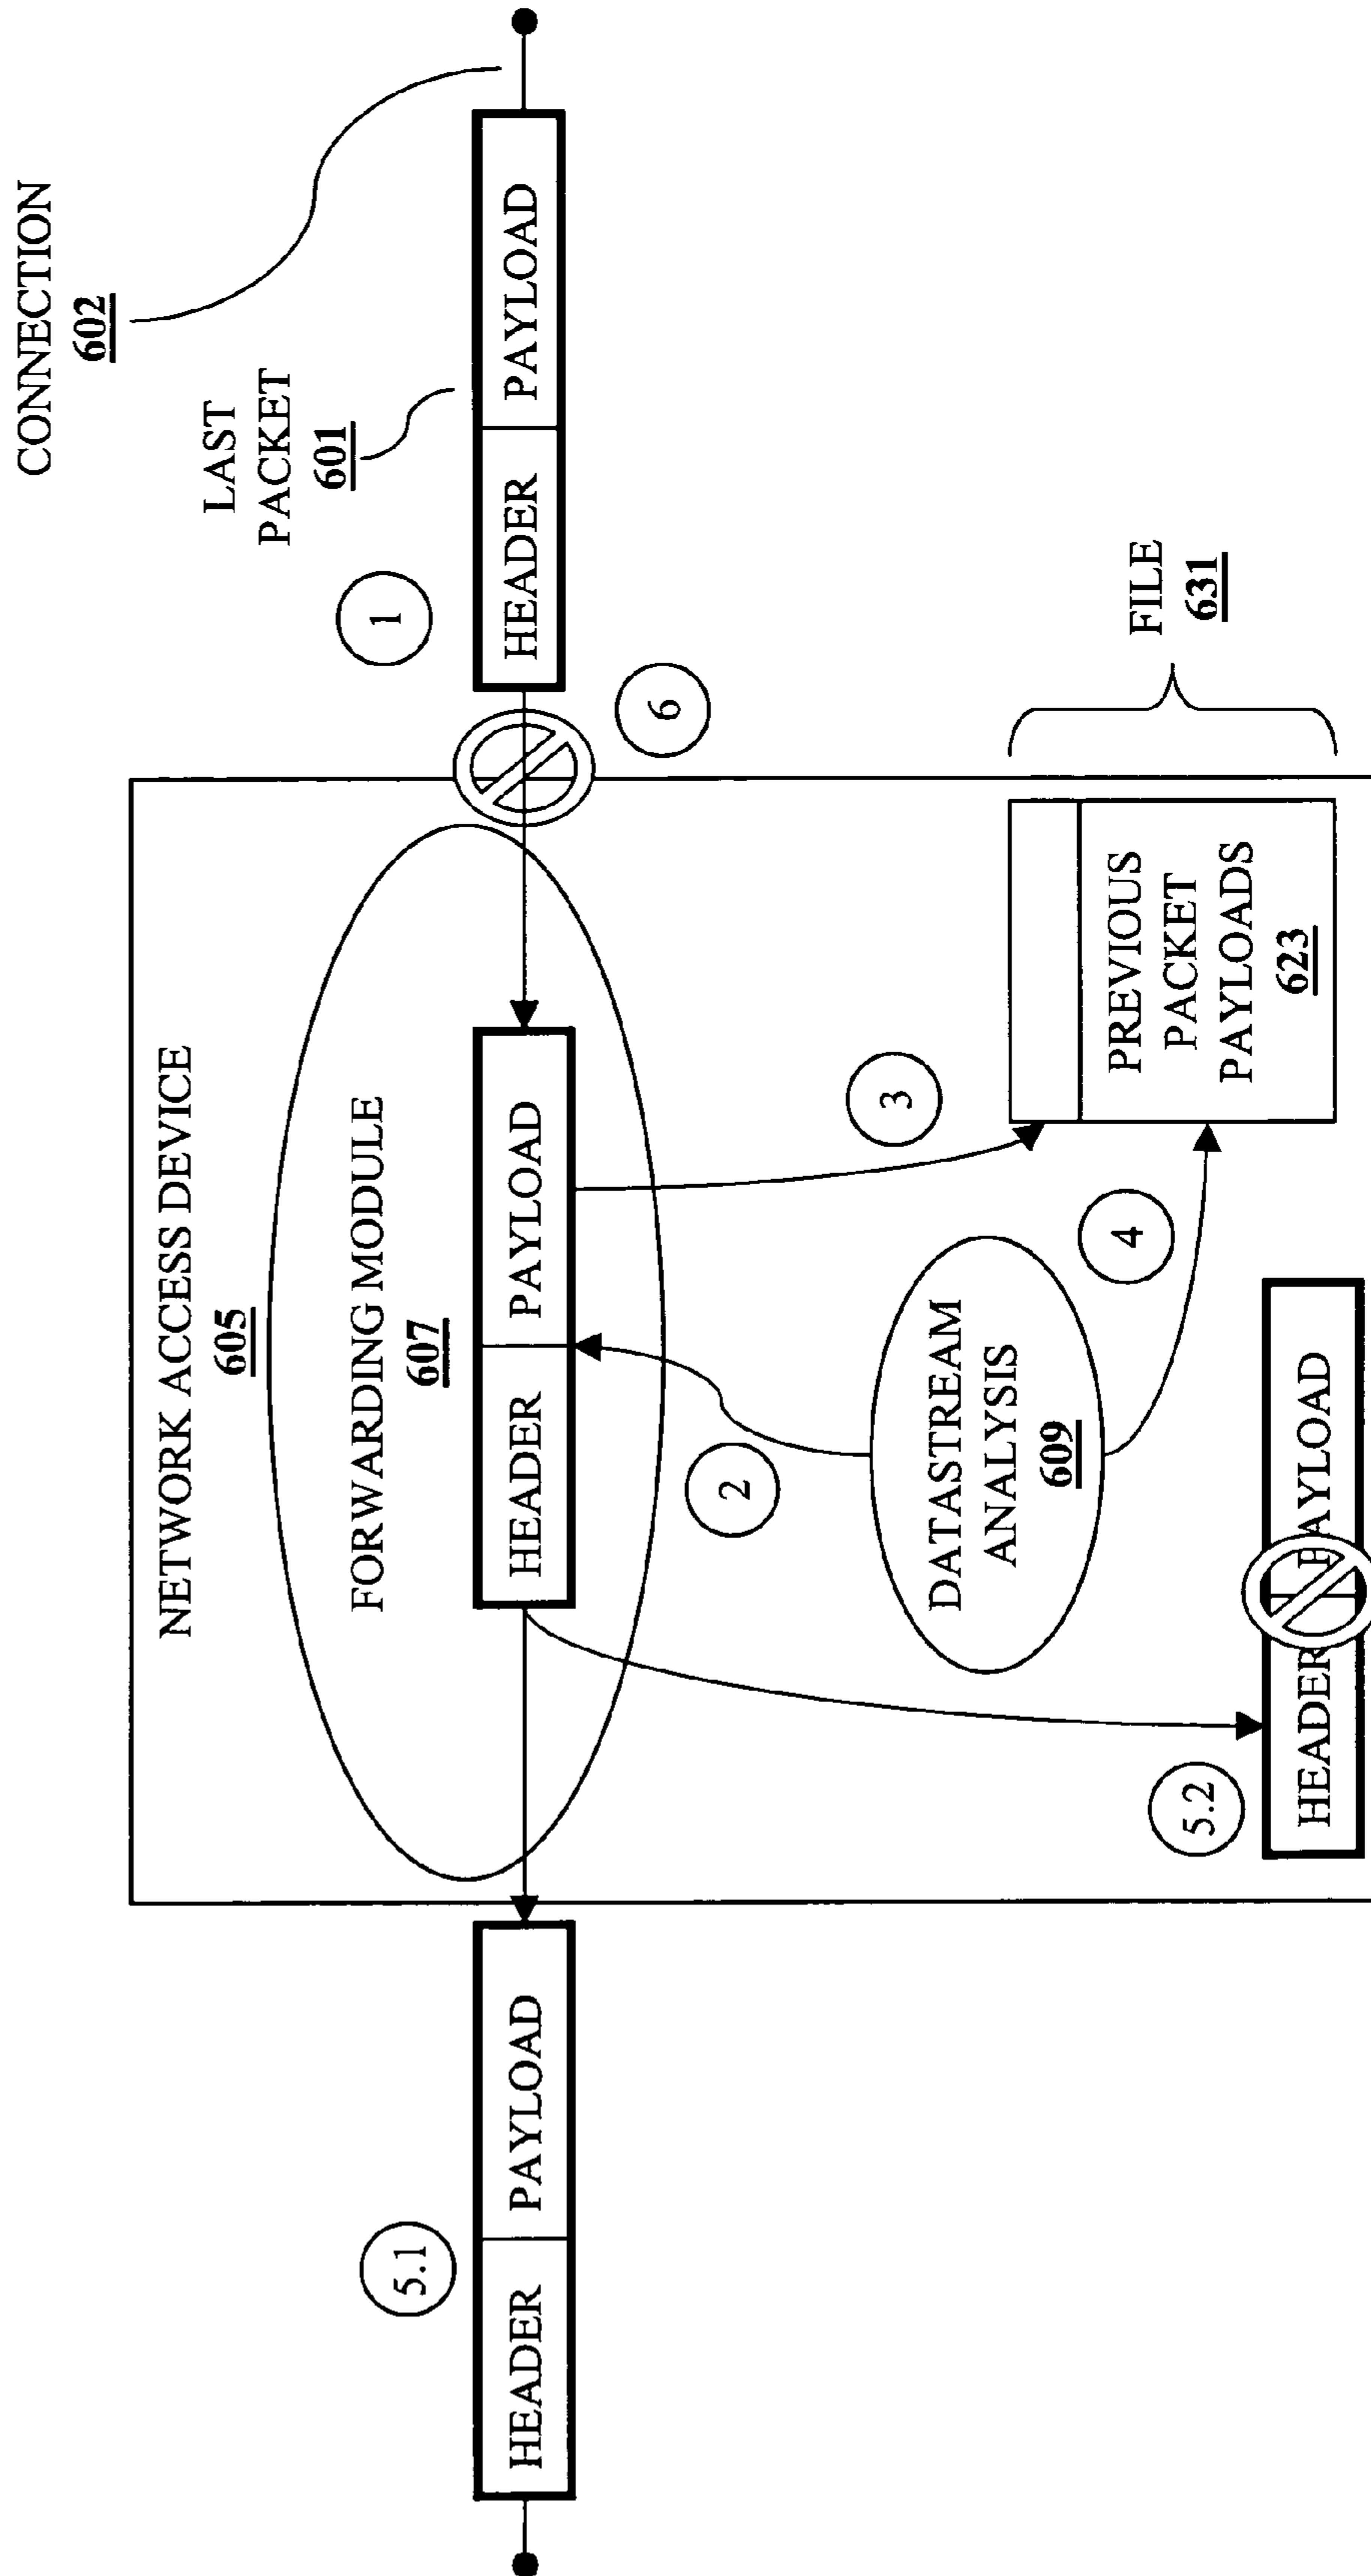 CONNECTION
602
LAST
PACKET
601
HEADER
PAYLOAD
1
6
NETWORK ACCESS DEVICE
605
FORWARDING MODULE
607
HEADER
PAYLOAD
2
3
DATASTREAM
ANALYSIS
609
4
PREVIOUS
PACKET
PAYLOADS
623
FILE
631
5.1
HEADER
PAYLOAD
5.2
HEADER
PAYLOAD